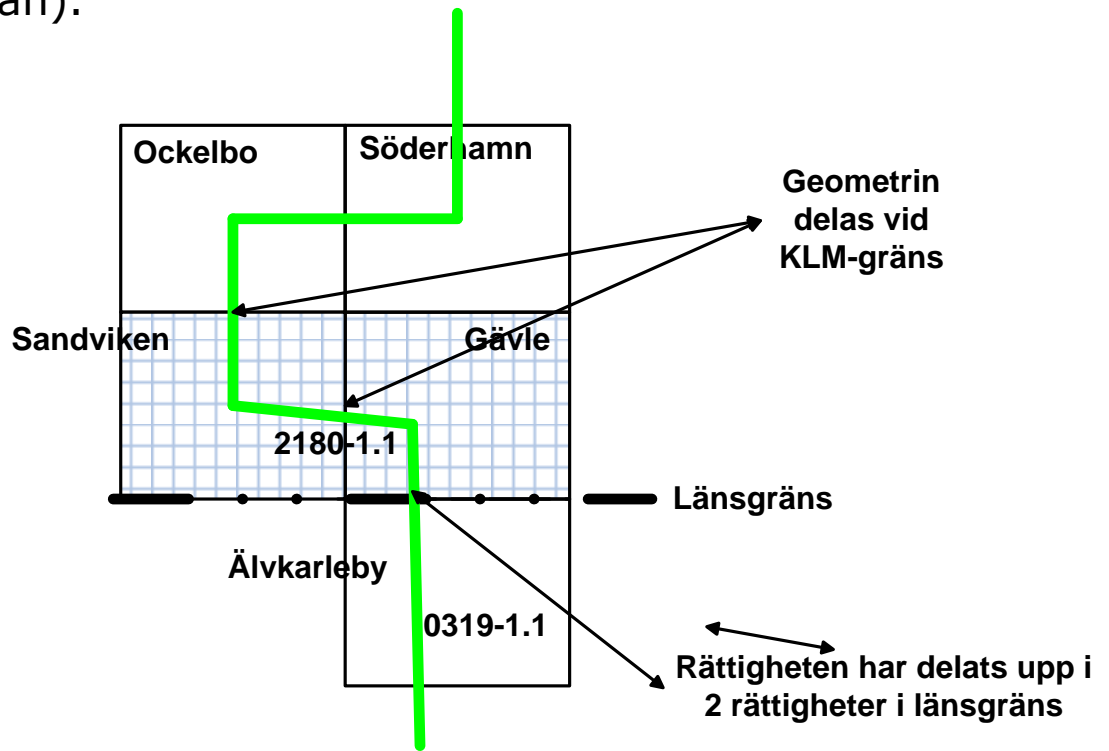 an).
Ockelbo
Söderhamn
Geometrin
delas vid
KLM-gräns
Sandviken
Gävle
2180-1.1
Länsgräns
Älvkarleby
0319-1.1
Rättigheten har delats upp i
2 rättigheter i länsgräns